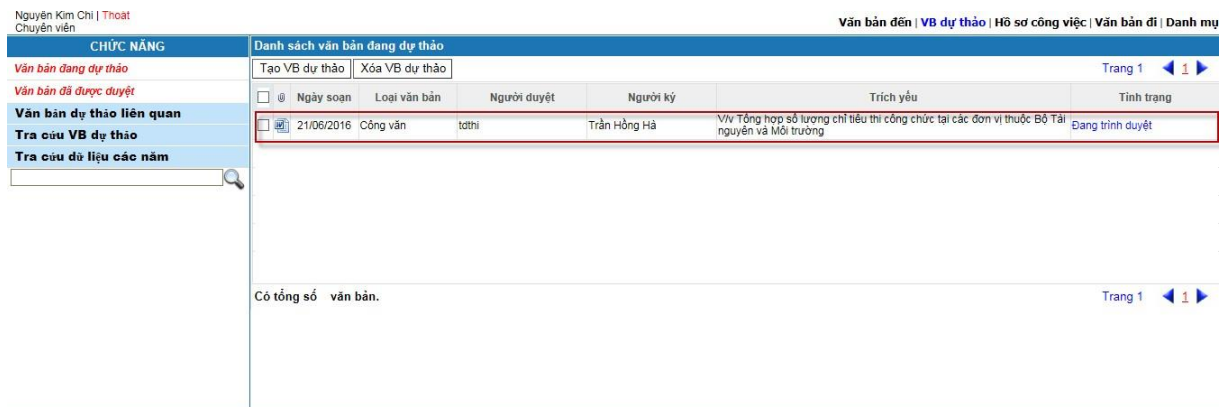 Nguyễn Kim Chi | Thoát
Chuyên viên
Văn bản đến | VB dự thảo | Hồ sơ công việc | Văn bản đi | Danh mụ
CHỨC NĂNG
Văn bản đang dự thảo
Văn bản đã được duyệt
Văn bản dự thảo liên quan
Tra cứu VB dự thảo
Tra cứu dữ liệu các năm
Danh sách văn bản đang dự thảo
Tạo VB dự thảo Xóa VB dự thảo Trang 1 1
Ngày soạn Loại văn bản Người duyệt Người ký Trích yếu Tình trạng
21/06/2016 Công văn tdthi Trần Hồng Hà V/v Tổng hợp số lượng chỉ tiêu thi công chức tại các đơn vị thuộc Bộ Tài Đang trình duyệt
nguyên và Môi trường
Có tổng số văn bản. Trang 1 1